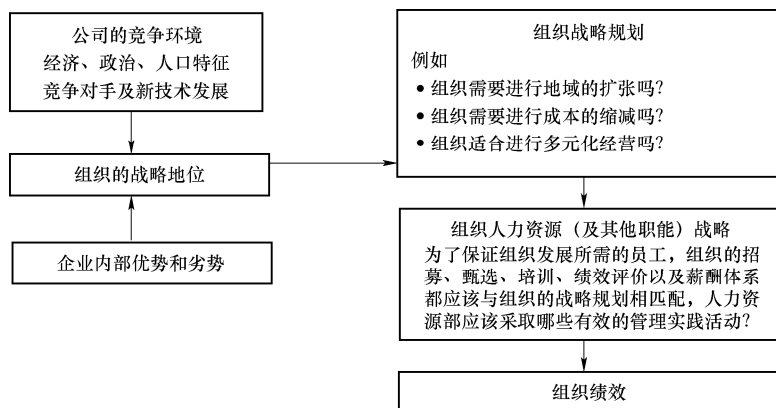 公司的竞争环境
经济、政治、人口特征
竞争对手及新技术发展
组织的战略地位
企业内部优势和劣势
组织战略规划
例如
• 组织需要进行地域的扩张吗？
• 组织需要进行成本的缩减吗？
• 组织适合进行多元化经营吗？
组织人力资源（及其他职能）战略
为了保证组织发展所需的员工，组织的招
募、甄选、培训、绩效评价以及薪酬体系
都应该与组织的战略规划相匹配，人力资
源部应该采取哪些有效的管理实践活动？
组织绩效